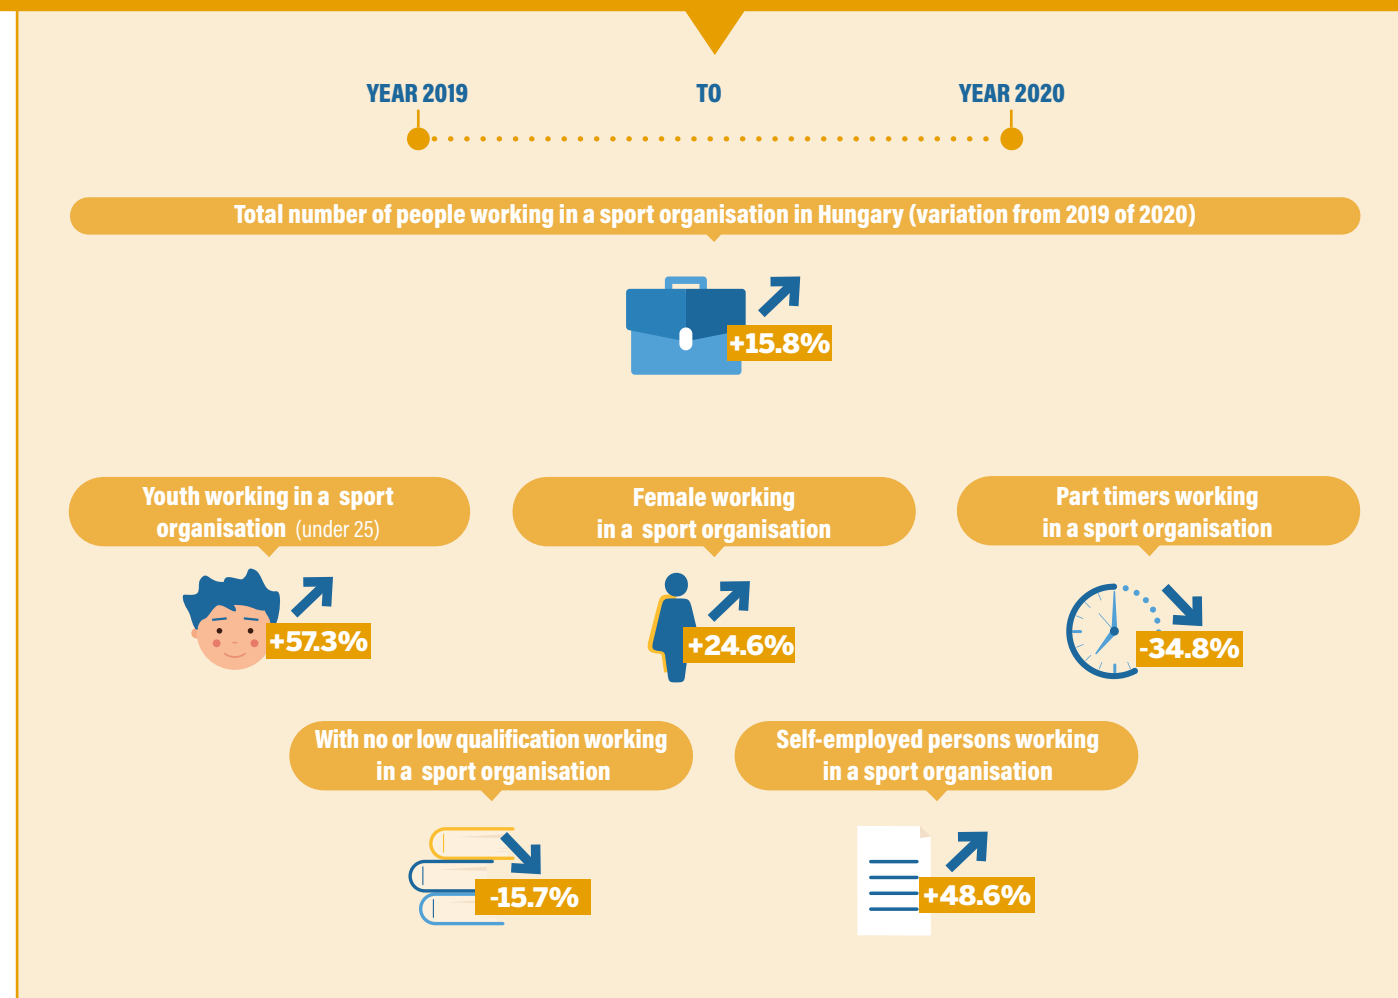 YEAR 2019 TO YEAR 2020
Total number of people working in a sport organisation in Hungary (variation from 2019 of 2020)
+15.8%
Youth working in a sport
organisation (under 25)
+57.3%
Female working
in a sport organisation
+24.6%
Part timers working
in a sport organisation
-34.8%
With no or low qualification working
in a sport organisation
-15.7%
Self-employed persons working
in a sport organisation
+48.6%